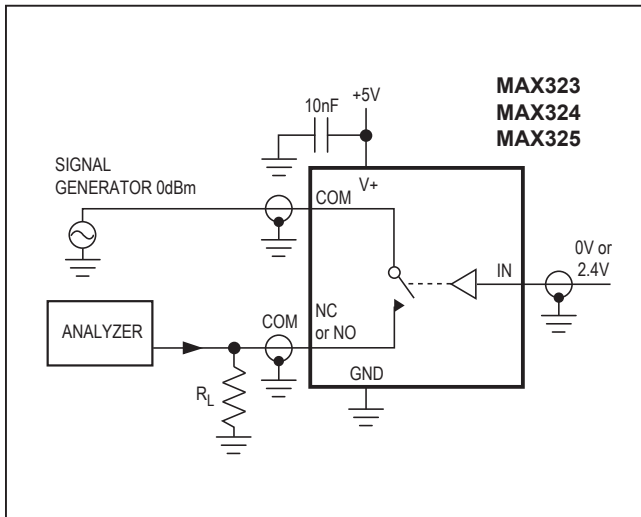 MAX323
MAX324
MAX325
+5V
10nF
SIGNAL
GENERATOR 0dBm
COM
V+
0V or
2.4V
IN
ANALYZER
COM
NC
or NO
RL
GND